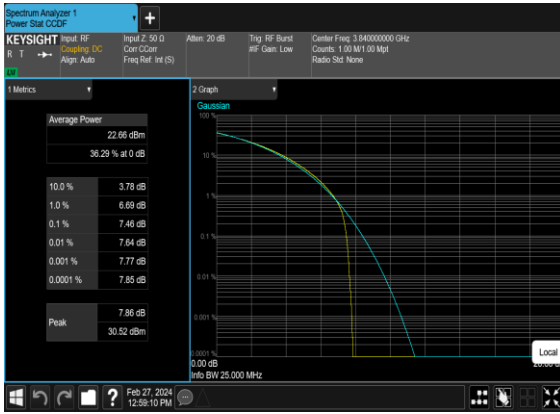 Spectrum Analyzer 1
Power Stat CCDF
KEYSIGHT
R T
LV
Input: RF
Coupling: DC
Align: Auto
Input Z: 50 Ω
Corr CCorr
Freq Ref: Int (S)
Atten: 20 dB
Trig: RF Burst
#IF Gain: Low
Center Freq: 3.840000000 GHz
Counts: 1.00 M/1.00 Mpt
Radio Std: None
1 Metrics
Average Power
22.66 dBm
36.29 % at 0 dB
10.0 % 3.78 dB
1.0 % 6.69 dB
0.1 % 7.46 dB
0.01 % 7.64 dB
0.001 % 7.77 dB
0.0001 % 7.85 dB
Peak
7.86 dB
30.52 dBm
2 Graph
Gaussian
100 %
10 %
1 %
0.1 %
0.01 %
0.001 %
0.0001 %
0.00 dB
Info BW 25.000 MHz
Local
?
Feb 27, 2024
12:59:10 PM